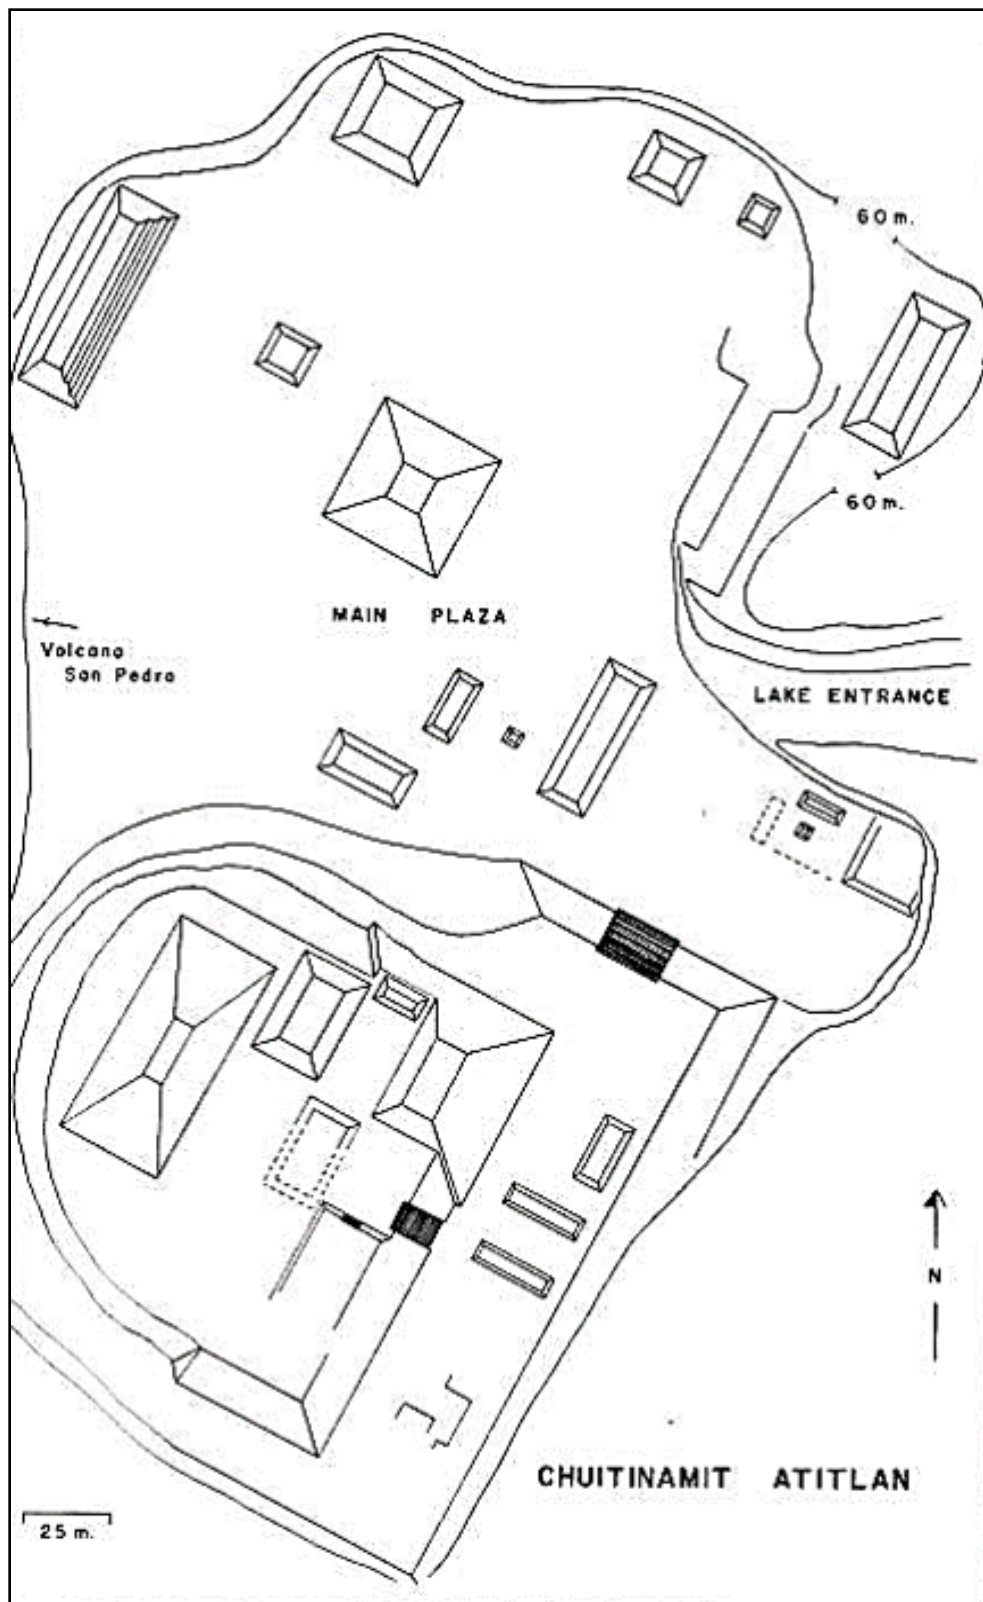 60 m.
60 m.
MAIN PLAZA
Volcano
San Pedro
LAKE ENTRANCE
N
CHUITINAMIT ATITLAN
25 m.